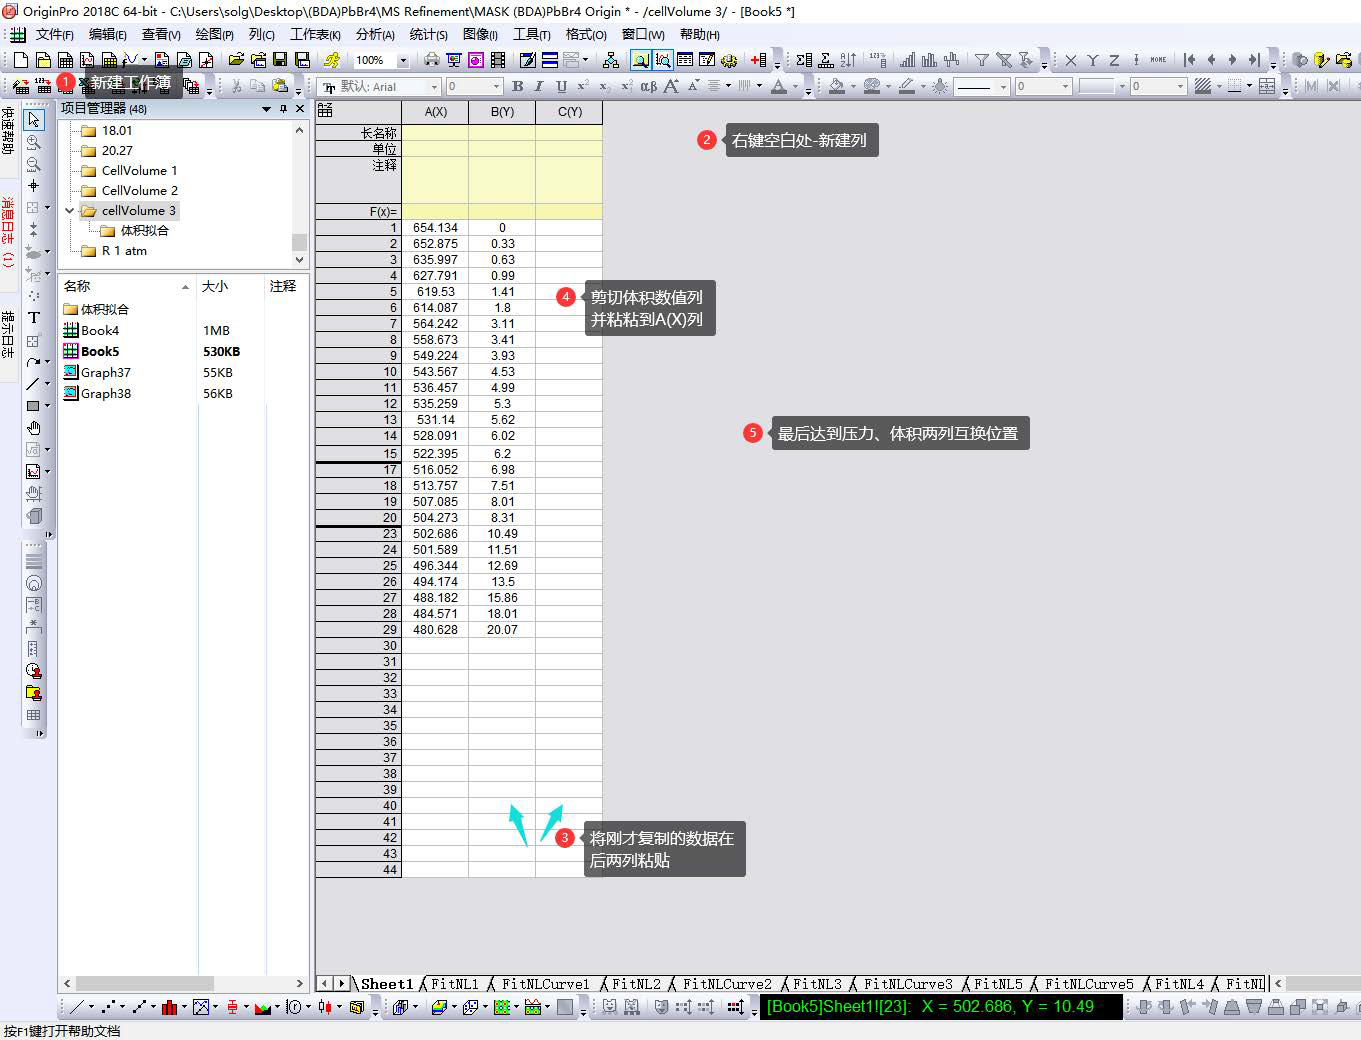 OriginPro 2018C 64-bit - C:\Users\solg\Desktop\(BDA)PbBr4\MS Refinement\MASK (BDA)PbBr4 Origin * - /cellVolume 3/ - [Book5 *]
文件(F) 编辑(E) 查看(V) 绘图(P) 列(C) 工作表(K) 分析(A) 统计(S) 图像(I) 工具(T) 格式(O) 窗口(W) 帮助(H)
100%
HOME
1 新建工作簿
默认: Arial 0 B I U αβ A A 0 0
项目管理器 (48)
快速帮助
消息日志 (1)
提示日志
18.01
20.27
CellVolume 1
CellVolume 2
cellVolume 3
体积拟合
R 1 atm
名称 大小 注释
体积拟合
Book4 1MB
Book5 530KB
Graph37 55KB
Graph38 56KB
A(X) B(Y) C(Y)
长名称
单位
注释
F(x)=
1 654.134 0
2 652.875 0.33
3 635.997 0.63
4 627.791 0.99
5 619.53 1.41
6 614.087 1.8
7 564.242 3.11
8 558.673 3.41
9 549.224 3.93
10 543.567 4.53
11 536.457 4.99
12 535.259 5.3
13 531.14 5.62
14 528.091 6.02
15 522.395 6.2
17 516.052 6.98
18 513.757 7.51
19 507.085 8.01
20 504.273 8.31
23 502.686 10.49
24 501.589 11.51
25 496.344 12.69
26 494.174 13.5
27 488.182 15.86
28 484.571 18.01
29 480.628 20.07
30
31
32
33
34
35
36
37
38
39
40
41
42
43
44
2 右键空白处-新建列
4 剪切体积数值列
并粘粘到A(X)列
5 最后达到压力、体积两列互换位置
3 将刚才复制的数据在
后两列粘贴
Sheet1 FitNL1 FitNLCurve1 FitNL2 FitNLCurve2 FitNL3 FitNLCurve3 FitNL5 FitNLCurve5 FitNL4 FitNL
[Book5]Sheet1![23]: X = 502.686, Y = 10.49
按F1键打开帮助文档